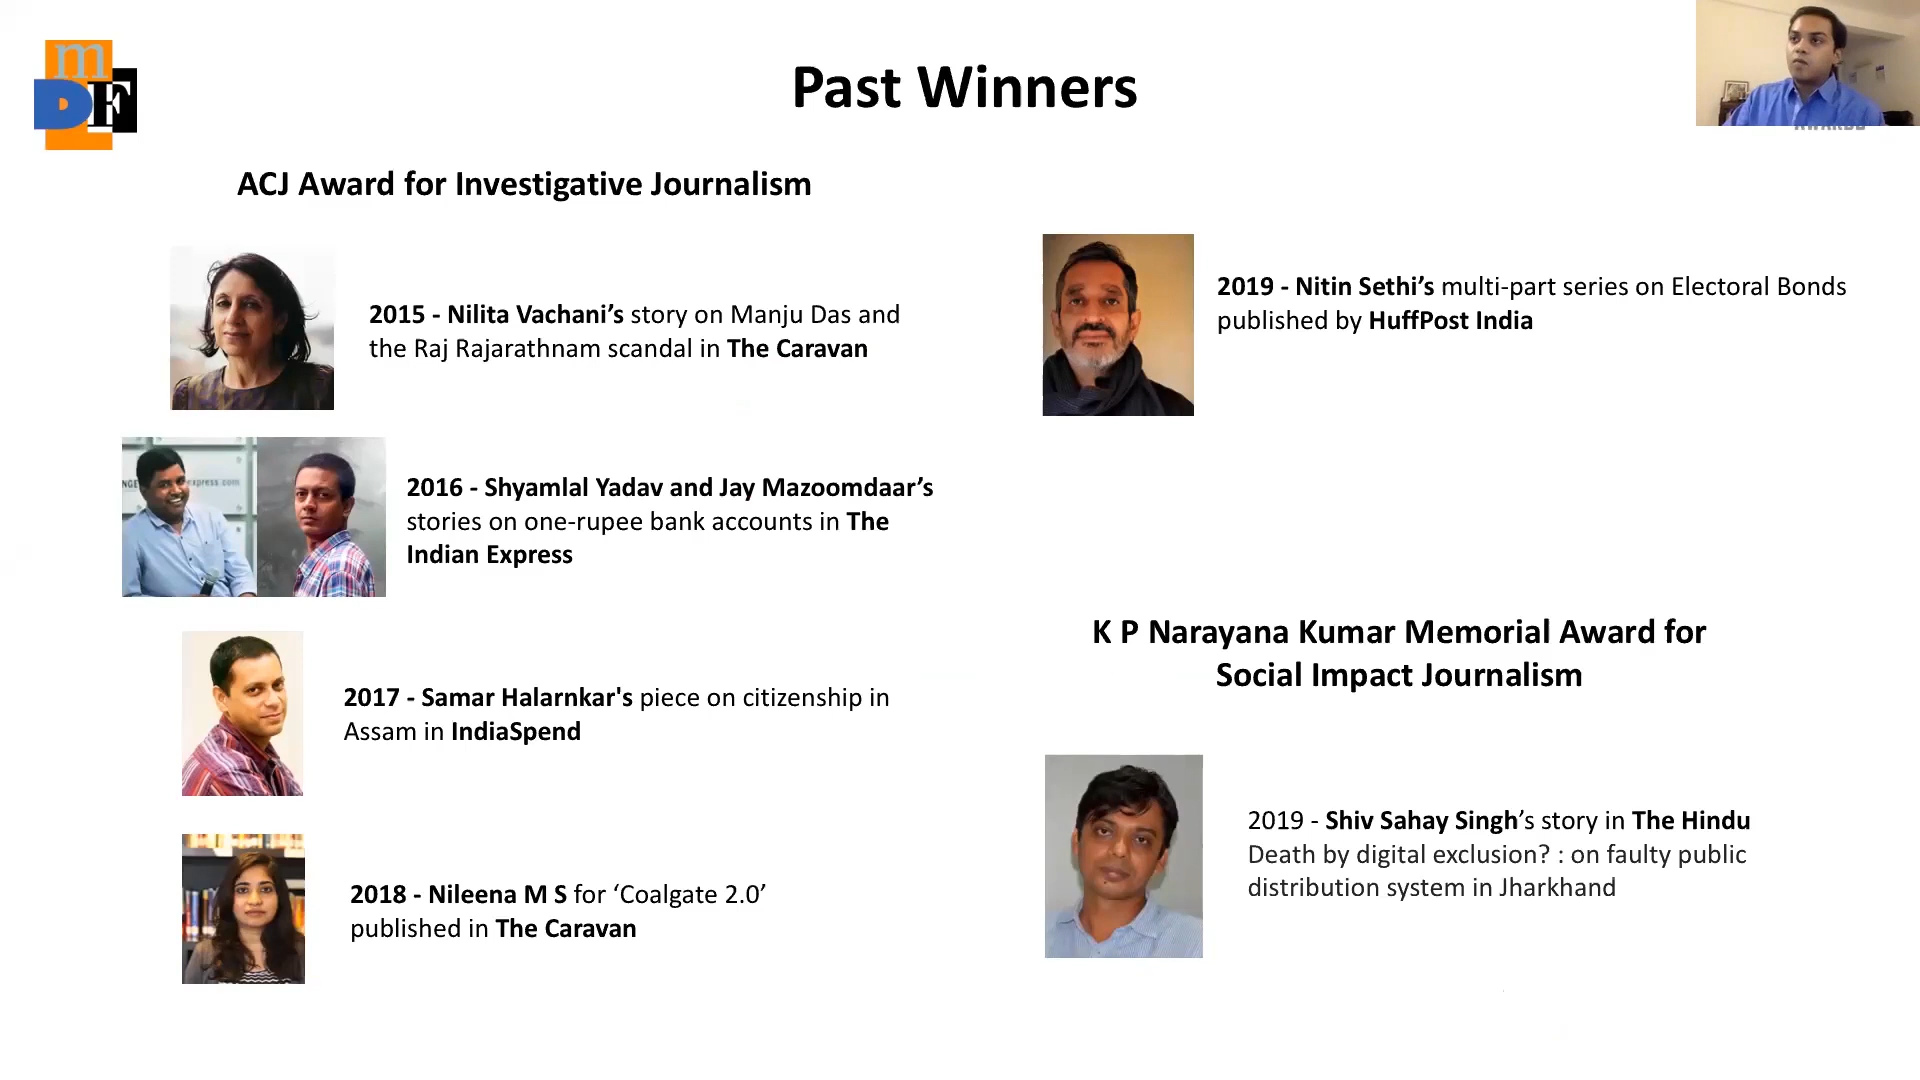 m
DF
Past Winners
ACJ Award for Investigative Journalism
2015 - Nilita Vachani’s story on Manju Das and
the Raj Rajarathnam scandal in The Caravan
express.com
2016 - Shyamlal Yadav and Jay Mazoomdaar’s
stories on one-rupee bank accounts in The
Indian Express
2017 - Samar Halarnkar's piece on citizenship in
Assam in IndiaSpend
2018 - Nileena M S for ‘Coalgate 2.0’
published in The Caravan
2019 - Nitin Sethi’s multi-part series on Electoral Bonds
published by HuffPost India
K P Narayana Kumar Memorial Award for
Social Impact Journalism
2019 - Shiv Sahay Singh’s story in The Hindu
Death by digital exclusion? : on faulty public
distribution system in Jharkhand